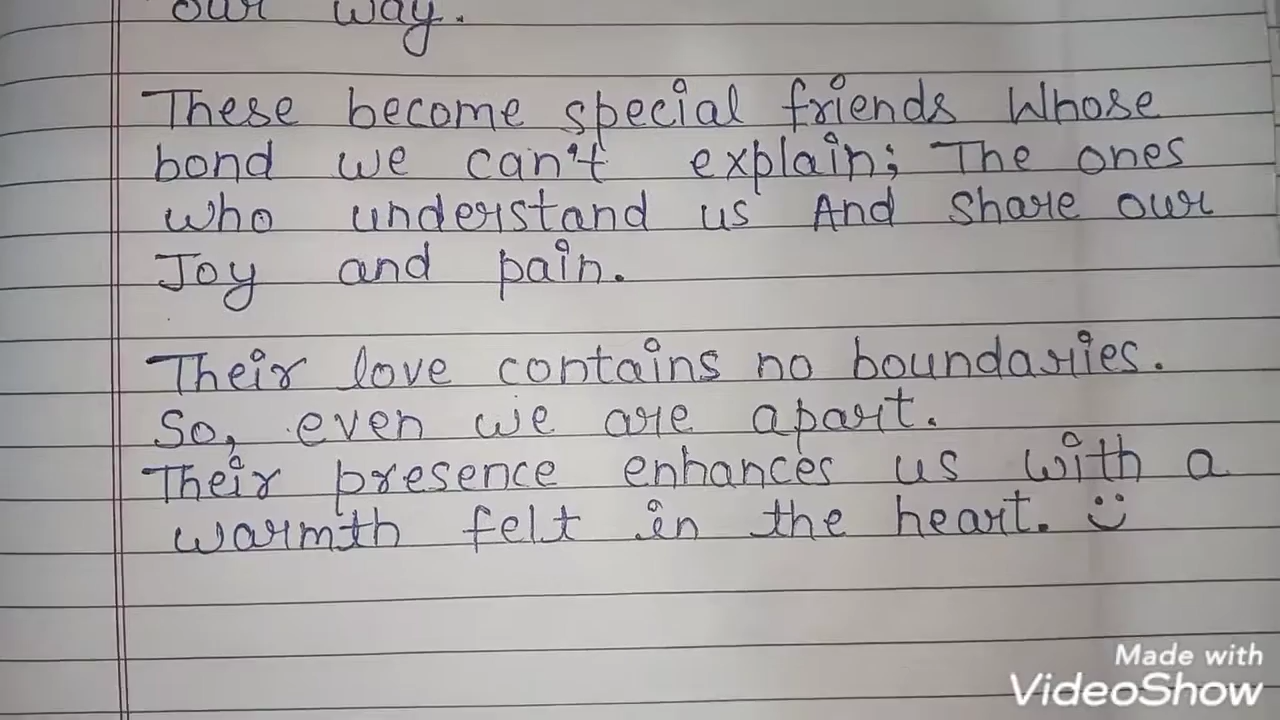 our way.
These become special friends Whose
bond we can't explain; The ones
who understand us And share our
Joy and pain.
Their love contains no boundaries.
So, even we are apart.
Their presence enhances us with a
warmth felt in the heart. :)
Made with
VideoShow